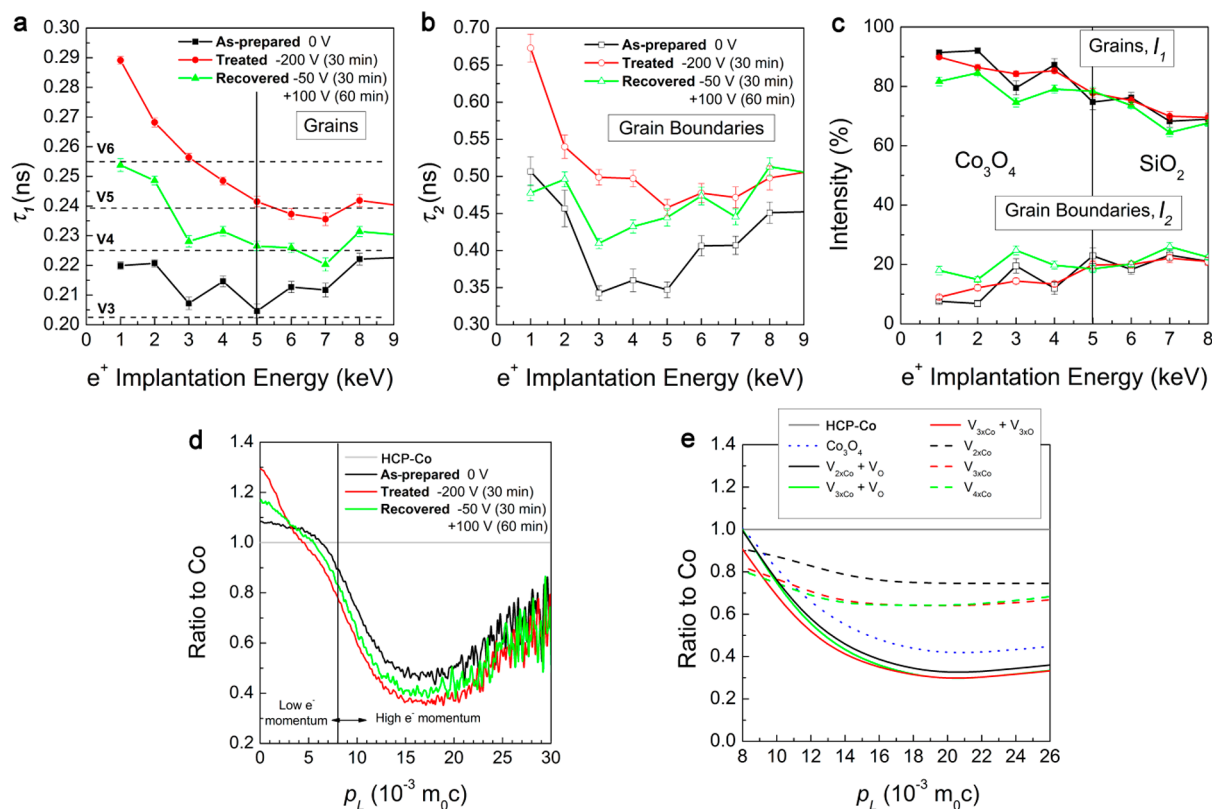 a
0.30
0.29
0.28
0.27
0.26
0.25
0.24
0.23
0.22
0.21
0.20
τ1 (ns)
As-prepared 0 V
Treated -200 V (30 min)
Recovered -50 V (30 min)
+100 V (60 min)
Grains
V6
V5
V4
V3
0 1 2 3 4 5 6 7 8 9
e+ Implantation Energy (keV)
b
0.70
0.65
0.60
0.55
0.50
0.45
0.40
0.35
0.30
τ2 (ns)
As-prepared 0 V
Treated -200 V (30 min)
Recovered -50 V (30 min)
+100 V (60 min)
Grain Boundaries
0 1 2 3 4 5 6 7 8 9
e+ Implantation Energy (keV)
c
100
80
60
40
20
0
Intensity (%)
Grains, I1
Co3O4
SiO2
Grain Boundaries, I2
0 1 2 3 4 5 6 7 8
e+ Implantation Energy (keV)
d
1.4
1.2
1.0
0.8
0.6
0.4
0.2
Ratio to Co
HCP-Co
As-prepared 0 V
Treated -200 V (30 min)
Recovered -50 V (30 min)
+100 V (60 min)
Low e-
momentum
High e- momentum
0 5 10 15 20 25 30
pL (10-3 m0c)
e
HCP-Co
Co3O4
V2xCo + VO
V3xCo + VO
V3xCo + V3xO
V2xCo
V3xCo
V4xCo
1.4
1.2
1.0
0.8
0.6
0.4
0.2
0.0
Ratio to Co
8 10 12 14 16 18 20 22 24 26
pL (10-3 m0c)